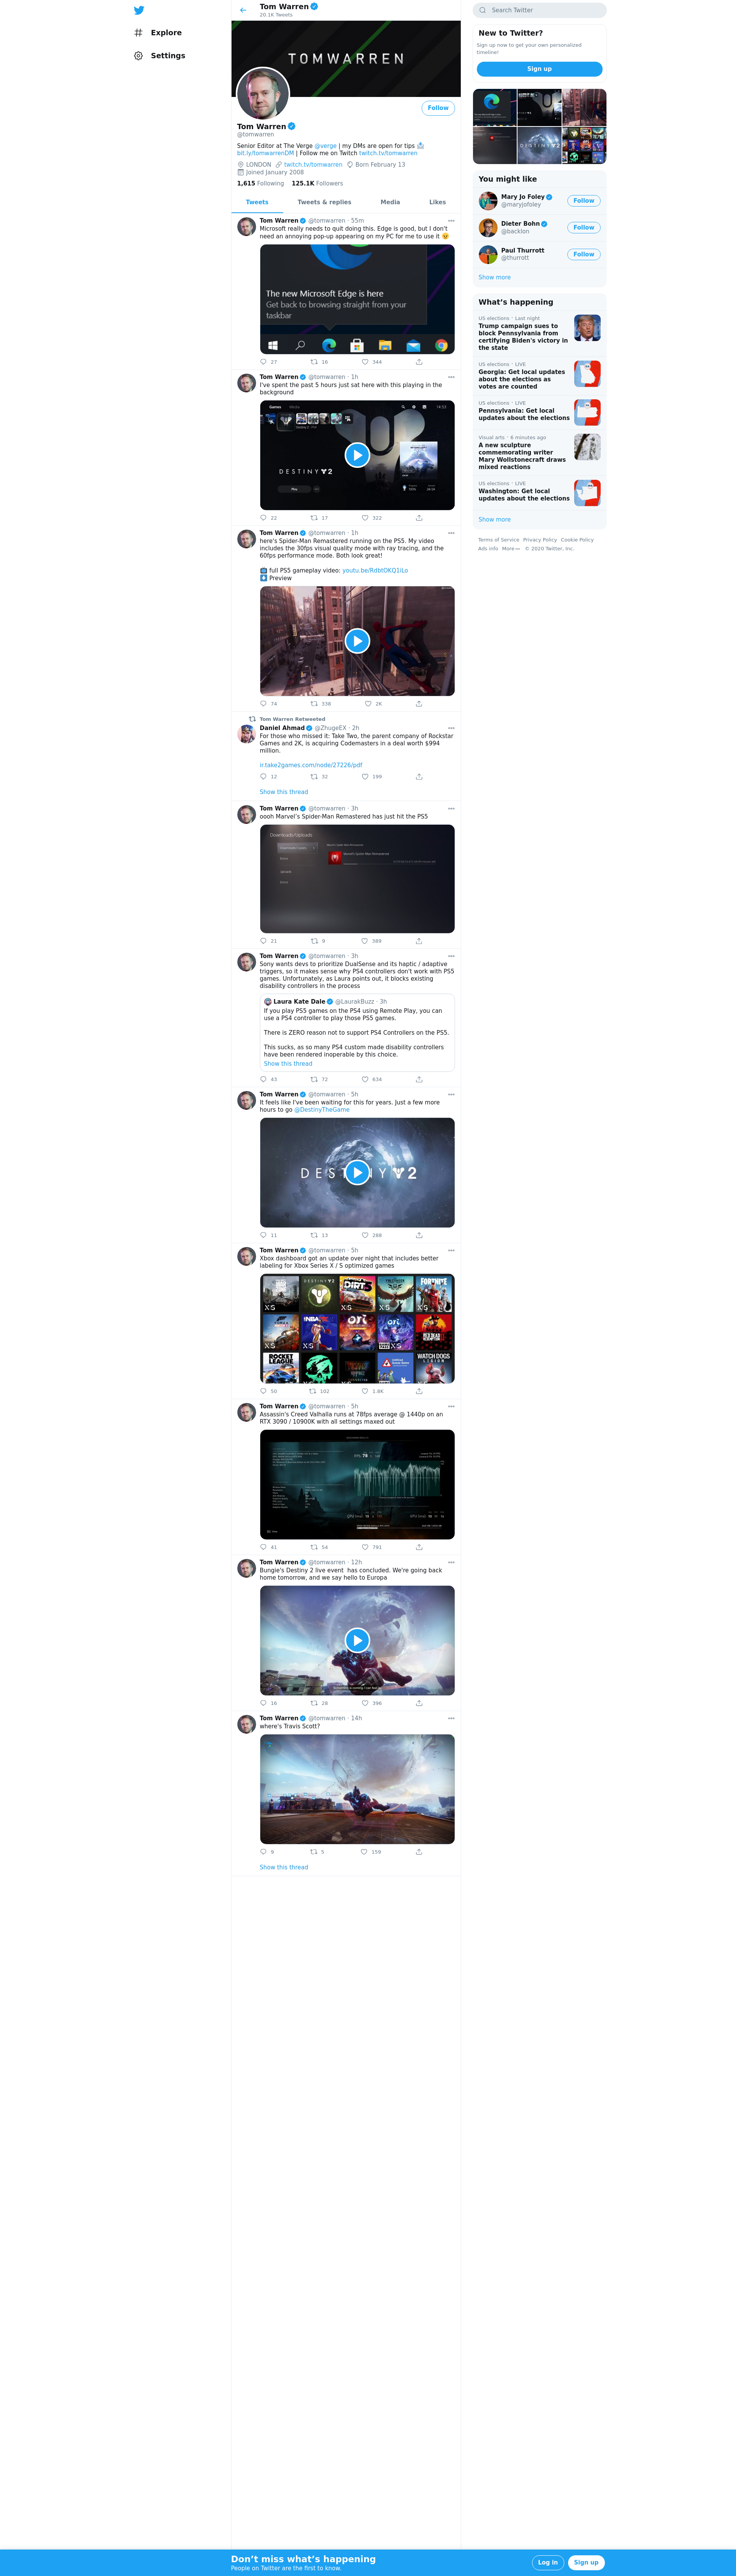 Explore
Settings
Tom Warren
20.1K Tweets
TOMWARREN
Follow
Tom Warren
@tomwarren
Senior Editor at The Verge @verge | my DMs are open for tips 📩
bit.ly/tomwarrenDM | Follow me on Twitch twitch.tv/tomwarren
LONDON twitch.tv/tomwarren Born February 13
Joined January 2008
1,615 Following 125.1K Followers
Tweets Tweets & replies Media Likes
Tom Warren @tomwarren · 55m
Microsoft really needs to quit doing this. Edge is good, but I don't
need an annoying pop-up appearing on my PC for me to use it 😠
The new Microsoft Edge is here
Get back to browsing straight from your
taskbar
27 16 344
Tom Warren @tomwarren · 1h
I've spent the past 5 hours just sat here with this playing in the
background
Games Media
14:23
DESTINY 2
Play
22 17 322
Tom Warren @tomwarren · 1h
here's Spider-Man Remastered running on the PS5. My video
includes the 30fps visual quality mode with ray tracing, and the
60fps performance mode. Both look great!
📺 full PS5 gameplay video: youtu.be/RdbtOKQ1lLo
⬇️ Preview
74 338 2K
Tom Warren Retweeted
Daniel Ahmad @ZhugeEX · 2h
For those who missed it: Take Two, the parent company of Rockstar
Games and 2K, is acquiring Codemasters in a deal worth $994
million.
ir.take2games.com/node/27226/pdf
12 32 199
Show this thread
Tom Warren @tomwarren · 3h
oooh Marvel's Spider-Man Remastered has just hit the PS5
Downloads/Uploads
21 9 389
Tom Warren @tomwarren · 3h
Sony wants devs to prioritize DualSense and its haptic / adaptive
triggers, so it makes sense why PS4 controllers don't work with PS5
games. Unfortunately, as Laura points out, it blocks existing
disability controllers in the process
Laura Kate Dale @LaurakBuzz · 3h
If you play PS5 games on the PS4 using Remote Play, you can
use a PS4 controller to play those PS5 games.
There is ZERO reason not to support PS4 Controllers on the PS5.
This sucks, as so many PS4 custom made disability controllers
have been rendered inoperable by this choice.
Show this thread
43 72 634
Tom Warren @tomwarren · 5h
It feels like I've been waiting for this for years. Just a few more
hours to go @DestinyTheGame
DESTINY 2
11 13 288
Tom Warren @tomwarren · 5h
Xbox dashboard got an update over night that includes better
labeling for Xbox Series X / S optimized games
DESTINY 2 DIRT 5 FORTNITE
NBA 2K ori ori
ROCKET LEAGUE WATCH DOGS LEGION
50 102 1.8K
Tom Warren @tomwarren · 5h
Assassin's Creed Valhalla runs at 78fps average @ 1440p on an
RTX 3090 / 10900K with all settings maxed out
FPS 78
41 54 791
Tom Warren @tomwarren · 12h
Bungie's Destiny 2 live event has concluded. We're going back
home tomorrow, and we say hello to Europa
16 28 396
Tom Warren @tomwarren · 14h
where's Travis Scott?
9 5 159
Show this thread
Search Twitter
New to Twitter?
Sign up now to get your own personalized
timeline!
Sign up
You might like
Mary Jo Foley
@maryjofoley
Follow
Dieter Bohn
@backlon
Follow
Paul Thurrott
@thurrott
Follow
Show more
What's happening
US elections · Last night
Trump campaign sues to
block Pennsylvania from
certifying Biden's victory in
the state
US elections · LIVE
Georgia: Get local updates
about the elections as
votes are counted
US elections · LIVE
Pennsylvania: Get local
updates about the elections
Visual arts · 6 minutes ago
A new sculpture
commemorating writer
Mary Wollstonecraft draws
mixed reactions
US elections · LIVE
Washington: Get local
updates about the elections
Show more
Terms of Service Privacy Policy Cookie Policy
Ads info More ••• © 2020 Twitter, Inc.
Don't miss what's happening
People on Twitter are the first to know.
Log in
Sign up